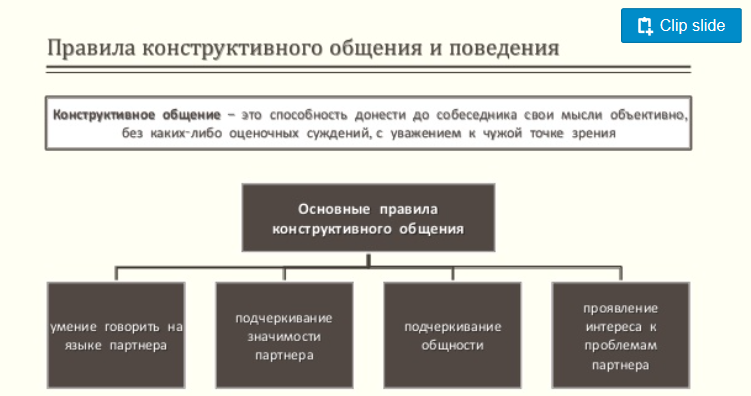 Clip slide
Правила конструктивного общения и поведения
Конструктивное общение – это способность донести до собеседника свои мысли объективно,
без каких-либо оценочных суждений, с уважением к чужой точке зрения
Основные правила
конструктивного общения
умение говорить на
языке партнера
подчеркивание
значимости
партнера
подчеркивание
общности
проявление
интереса к
проблемам
партнера